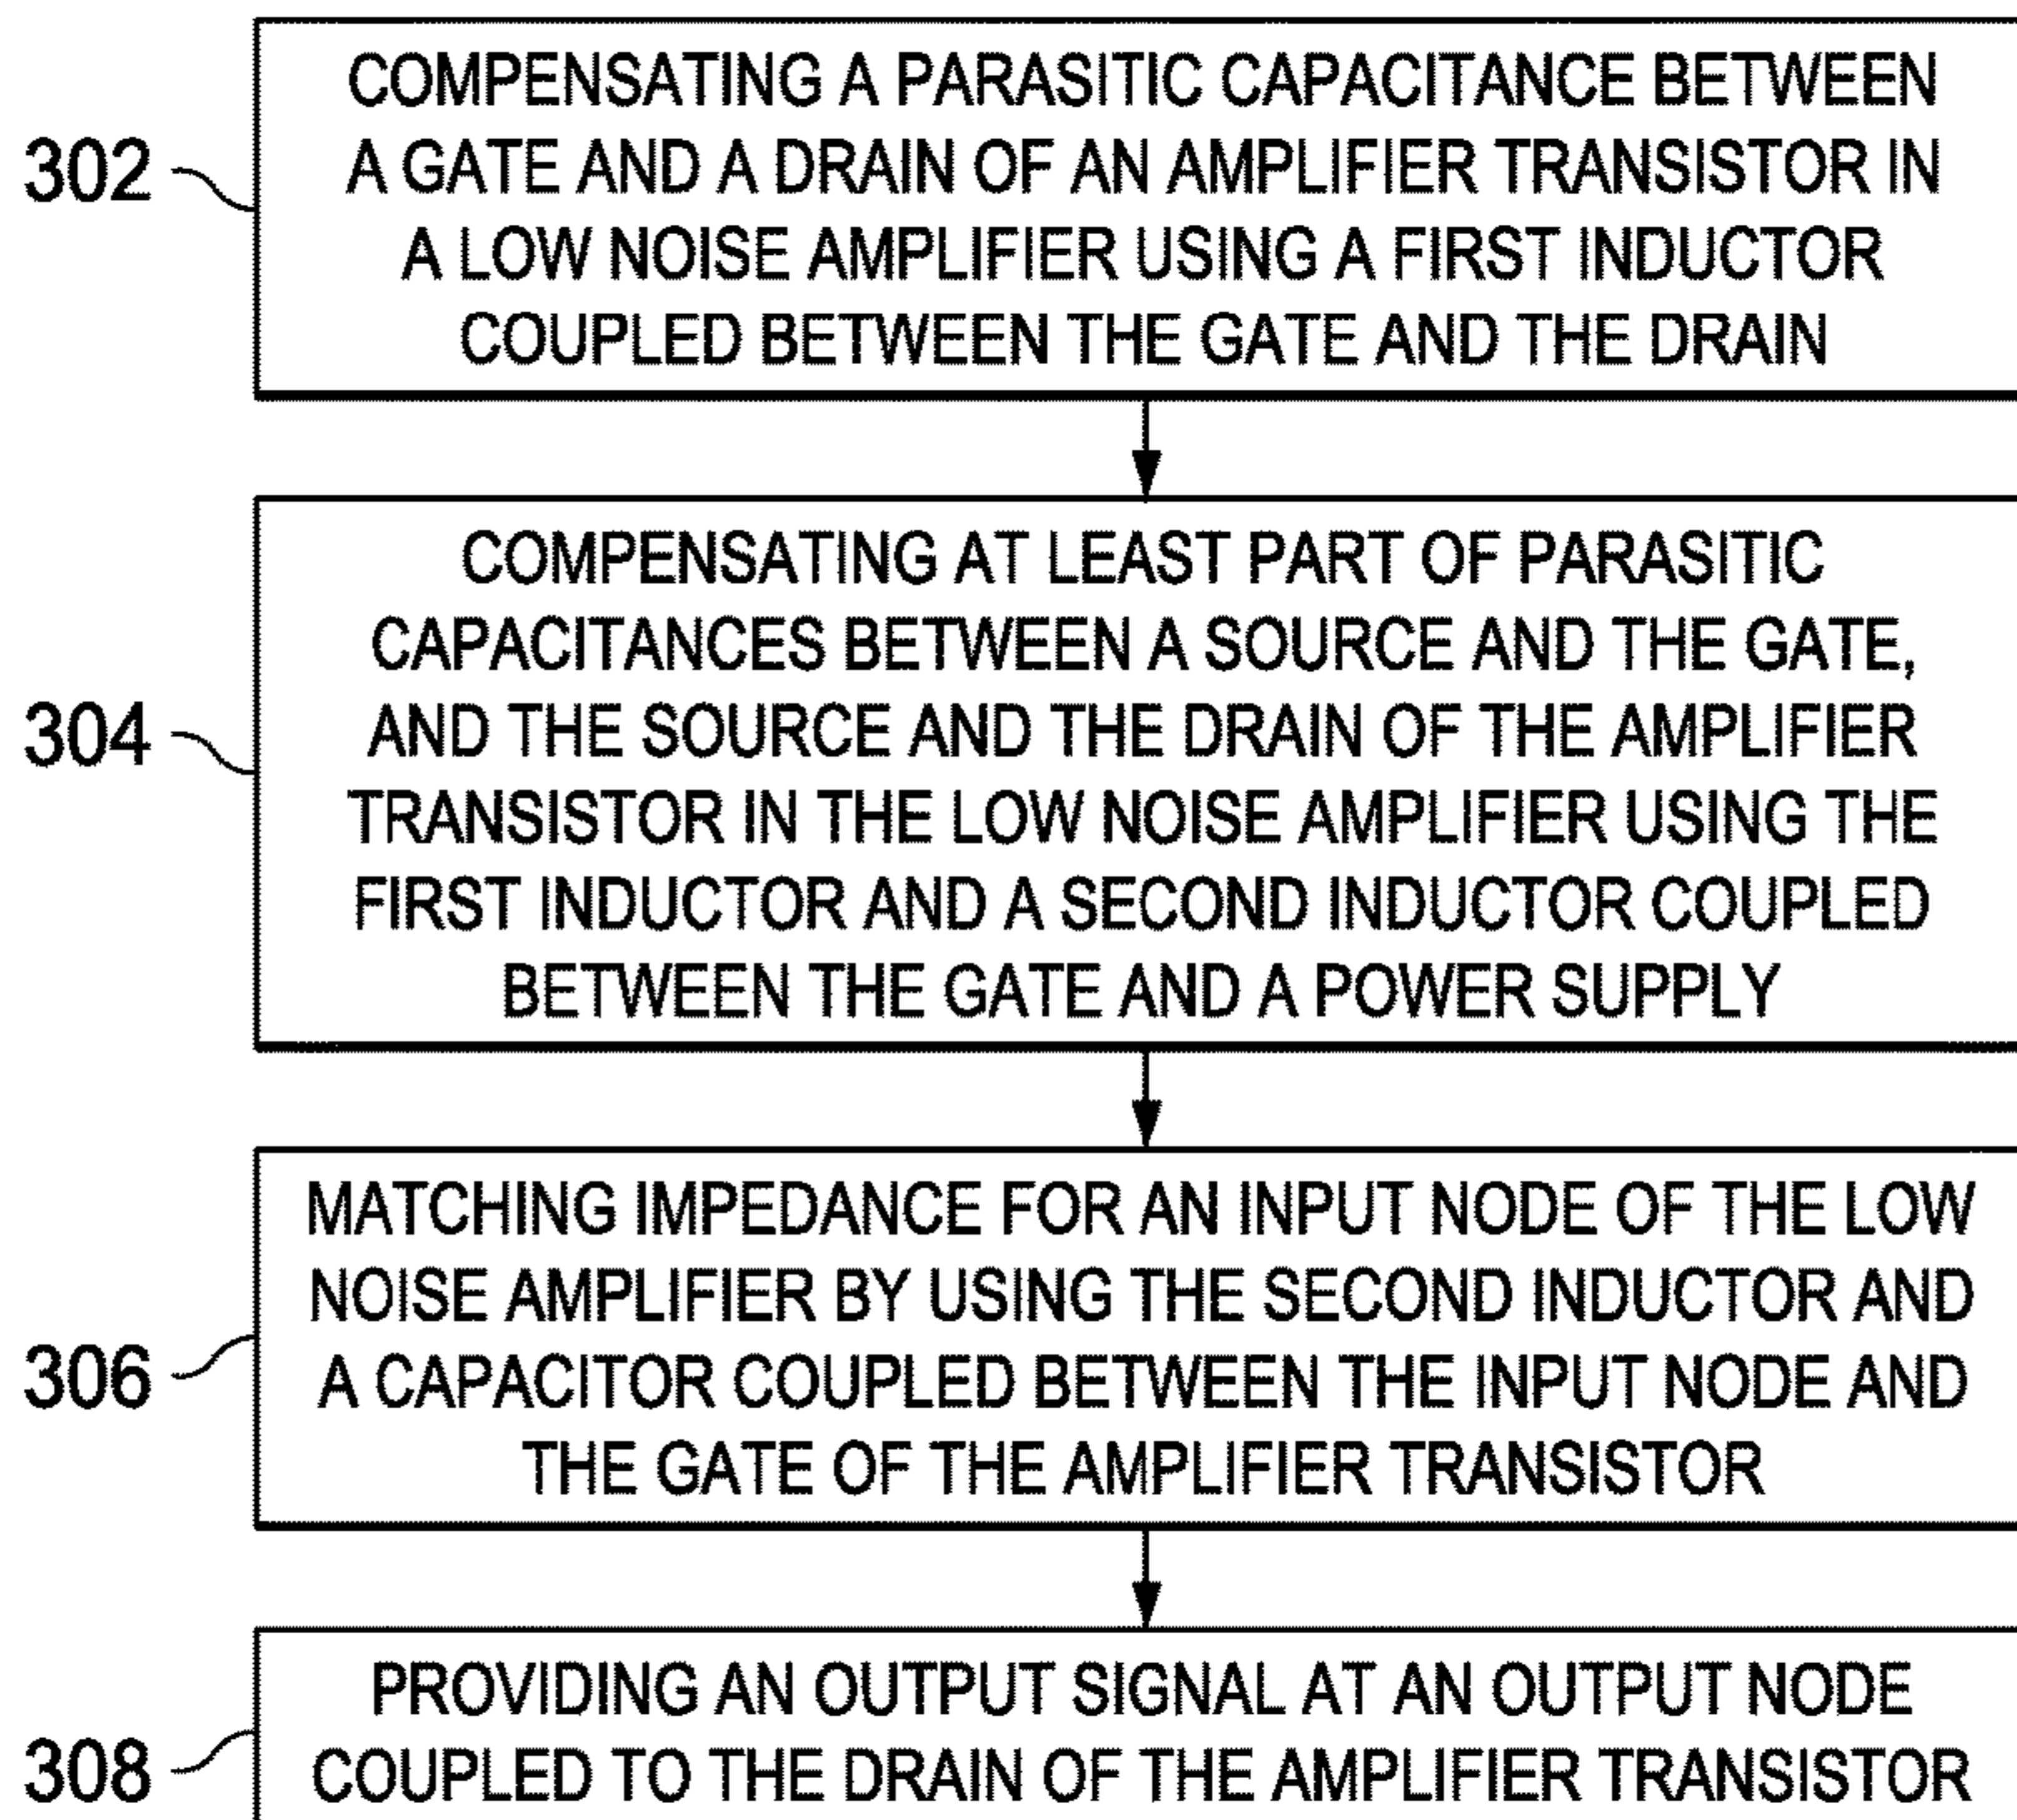 302
COMPENSATING A PARASITIC CAPACITANCE BETWEEN
A GATE AND A DRAIN OF AN AMPLIFIER TRANSISTOR IN
A LOW NOISE AMPLIFIER USING A FIRST INDUCTOR
COUPLED BETWEEN THE GATE AND THE DRAIN
304
COMPENSATING AT LEAST PART OF PARASITIC
CAPACITANCES BETWEEN A SOURCE AND THE GATE,
AND THE SOURCE AND THE DRAIN OF THE AMPLIFIER
TRANSISTOR IN THE LOW NOISE AMPLIFIER USING THE
FIRST INDUCTOR AND A SECOND INDUCTOR COUPLED
BETWEEN THE GATE AND A POWER SUPPLY
306
MATCHING IMPEDANCE FOR AN INPUT NODE OF THE LOW
NOISE AMPLIFIER BY USING THE SECOND INDUCTOR AND
A CAPACITOR COUPLED BETWEEN THE INPUT NODE AND
THE GATE OF THE AMPLIFIER TRANSISTOR
308
PROVIDING AN OUTPUT SIGNAL AT AN OUTPUT NODE
COUPLED TO THE DRAIN OF THE AMPLIFIER TRANSISTOR